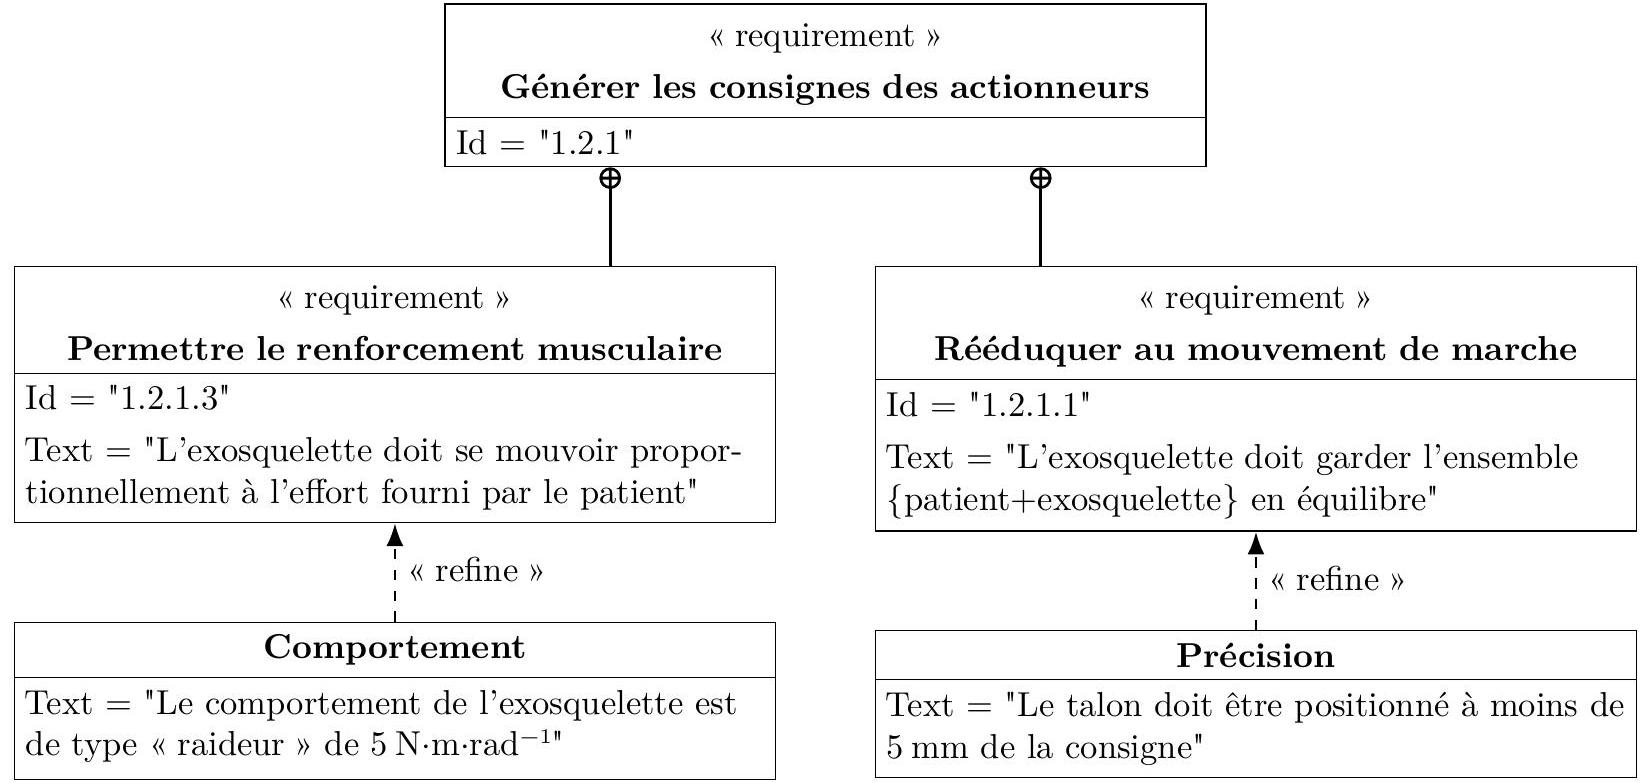 « requirement »
Générer les consignes des actionneurs
Id = "1.2.1"
« requirement »
Permettre le renforcement musculaire
Id = "1.2.1.3"
Text = "L'exosquelette doit se mouvoir propor-
tionnellement à l'effort fourni par le patient"
« refine »
Comportement
Text = "Le comportement de l'exosquelette est
de type « raideur » de 5 N·m·rad⁻¹"
« requirement »
Rééduquer au mouvement de marche
Id = "1.2.1.1"
Text = "L'exosquelette doit garder l'ensemble
{patient+exosquelette} en équilibre"
« refine »
Précision
Text = "Le talon doit être positionné à moins de
5 mm de la consigne"